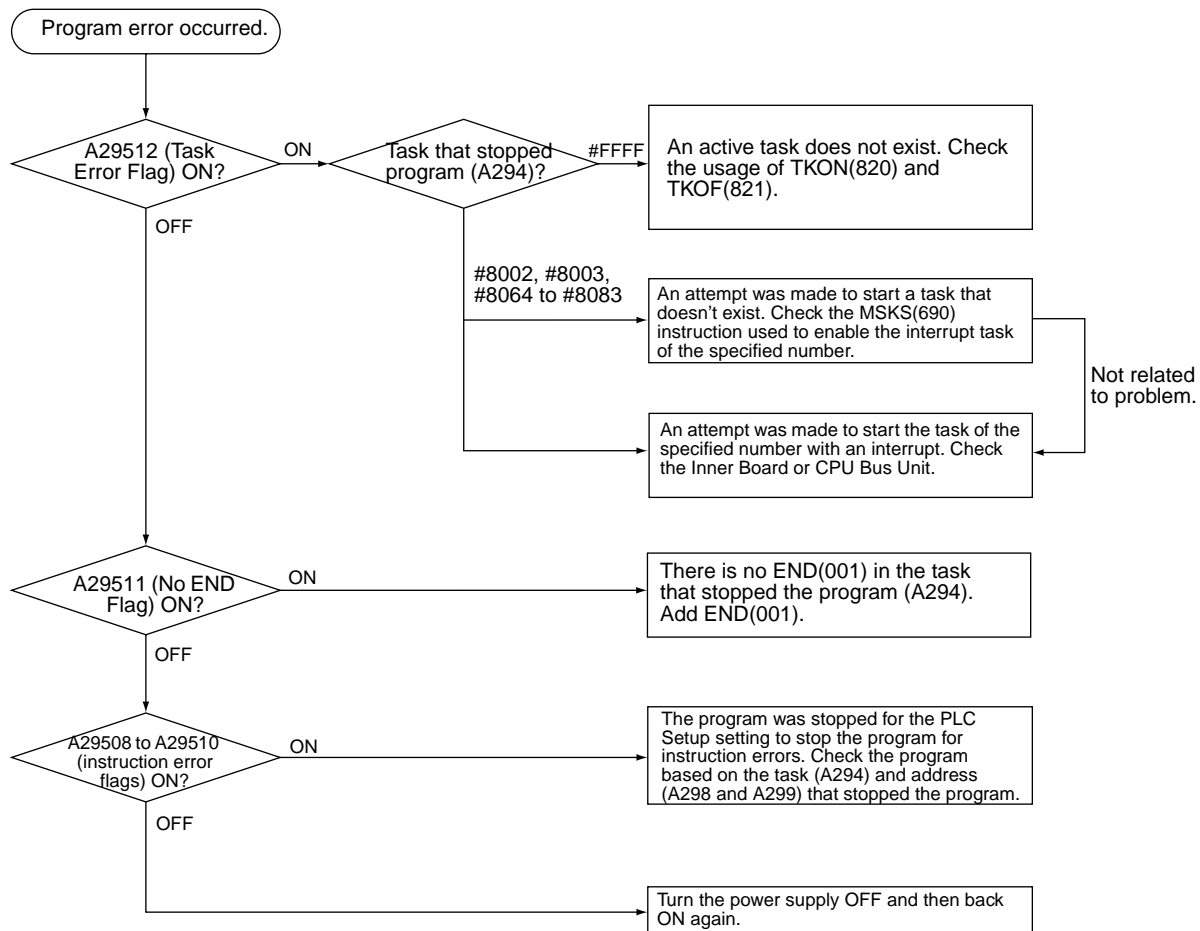 Program error occurred.
A29512 (Task
Error Flag) ON?
ON
Task that stopped
program (A294)?
#FFFF
An active task does not exist. Check
the usage of TKON(820) and
TKOF(821).
OFF
#8002, #8003,
#8064 to #8083
An attempt was made to start a task that
doesn't exist. Check the MSKS(690)
instruction used to enable the interrupt task
of the specified number.
Not related
to problem.
An attempt was made to start the task of the
specified number with an interrupt. Check
the Inner Board or CPU Bus Unit.
A29511 (No END
Flag) ON?
ON
There is no END(001) in the task
that stopped the program (A294).
Add END(001).
OFF
A29508 to A29510
(instruction error
flags) ON?
ON
The program was stopped for the PLC
Setup setting to stop the program for
instruction errors. Check the program
based on the task (A294) and address
(A298 and A299) that stopped the program.
OFF
Turn the power supply OFF and then back
ON again.